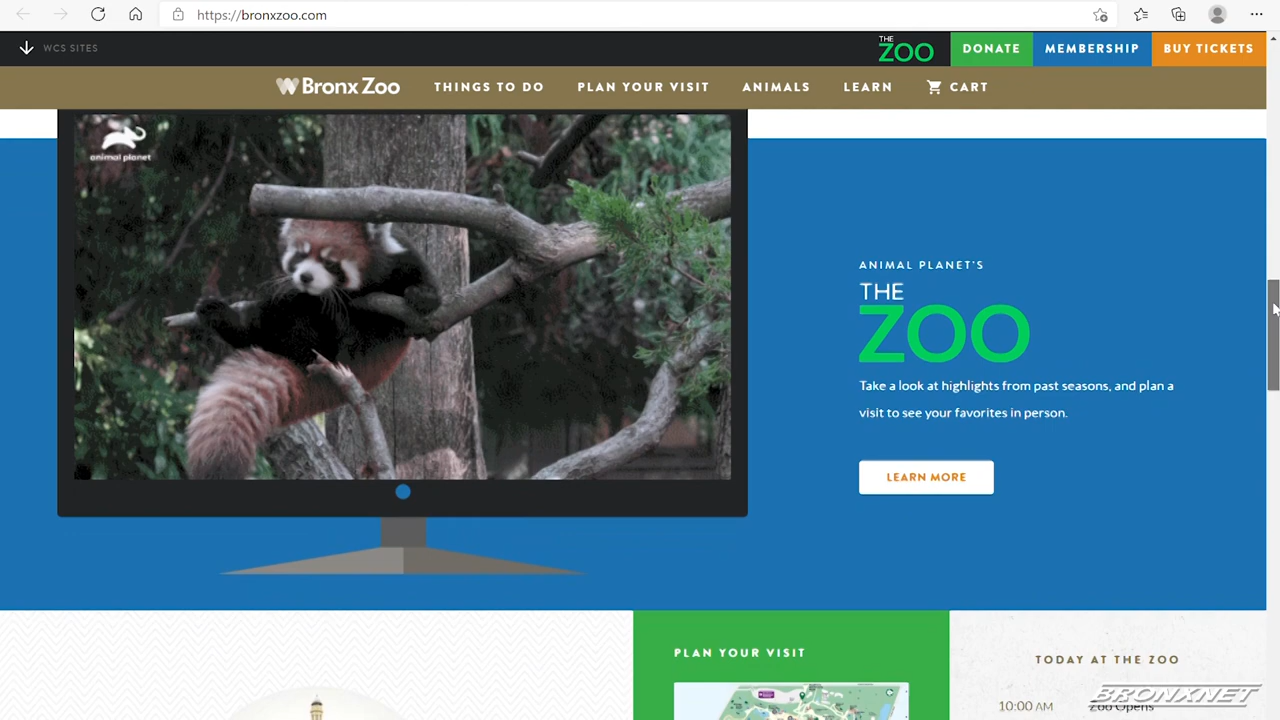 https://bronxzoo.com
WCS SITES
THE
ZOO
DONATE
MEMBERSHIP
BUY TICKETS
Bronx Zoo
THINGS TO DO
PLAN YOUR VISIT
ANIMALS
LEARN
CART
animal planet
ANIMAL PLANET'S
THE
ZOO
Take a look at highlights from past seasons, and plan a
visit to see your favorites in person.
LEARN MORE
PLAN YOUR VISIT
TODAY AT THE ZOO
10:00 AM
Zoo Opens
BRONXNET